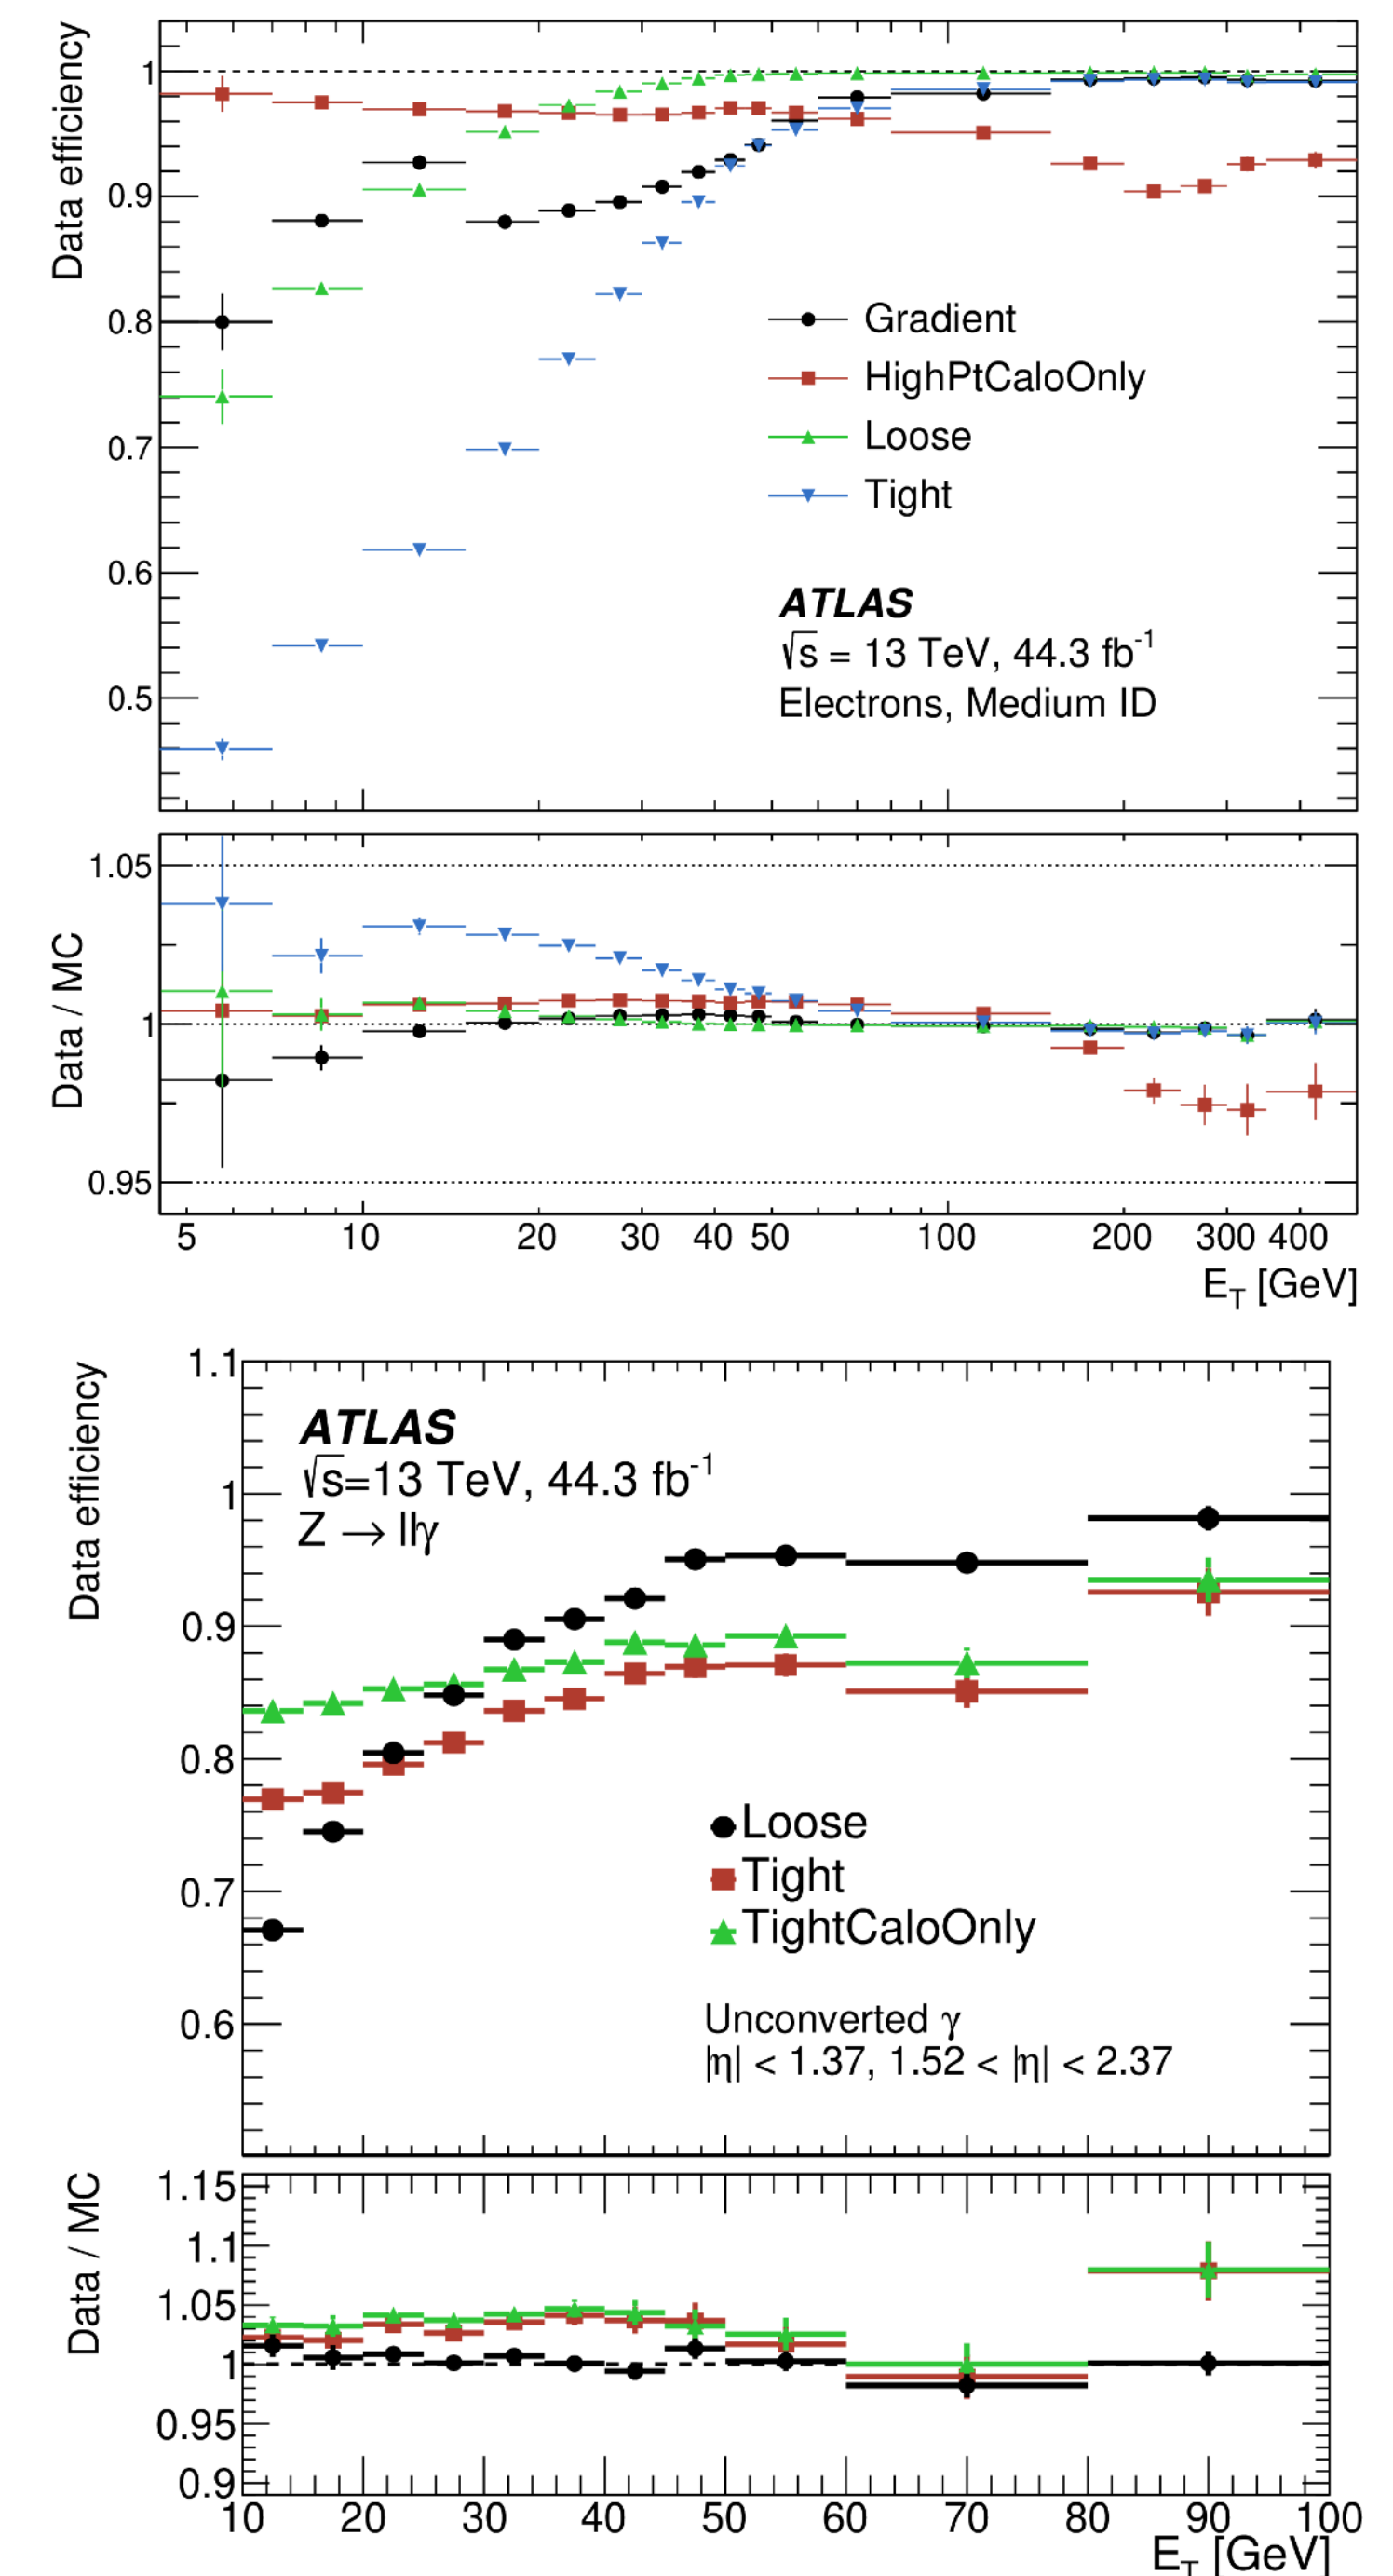 Data efficiency
1
0.9
0.8
0.7
0.6
0.5
Gradient
HighPtCaloOnly
Loose
Tight
ATLAS
√s = 13 TeV, 44.3 fb⁻¹
Electrons, Medium ID
Data / MC
1.05
1
0.95
5 10 20 30 40 50 100 200 300 400
E_T [GeV]
Data efficiency
1.1
1
0.9
0.8
0.7
0.6
ATLAS
√s=13 TeV, 44.3 fb⁻¹
Z → llγ
Loose
Tight
TightCaloOnly
Unconverted γ
|η| < 1.37, 1.52 < |η| < 2.37
Data / MC
1.15
1.1
1.05
1
0.95
0.9
10 20 30 40 50 60 70 80 90 100
E_T [GeV]